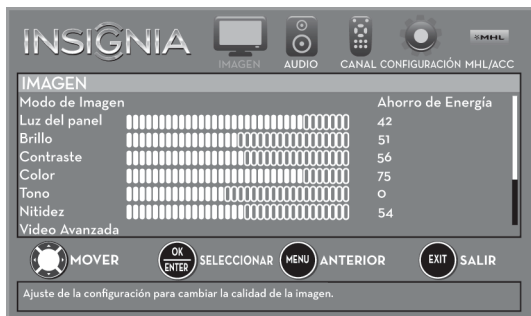 INSIGNIA
IMAGEN AUDIO CANAL CONFIGURACIÓN MHL MHL/ACC
IMAGEN
Modo de Imagen Ahorro de Energía
Luz del panel 42
Brillo 51
Contraste 56
Color 75
Tono 0
Nitidez 54
Video Avanzada
MOVER OK ENTER SELECCIONAR MENU ANTERIOR EXIT SALIR
Ajuste de la configuración para cambiar la calidad de la imagen.